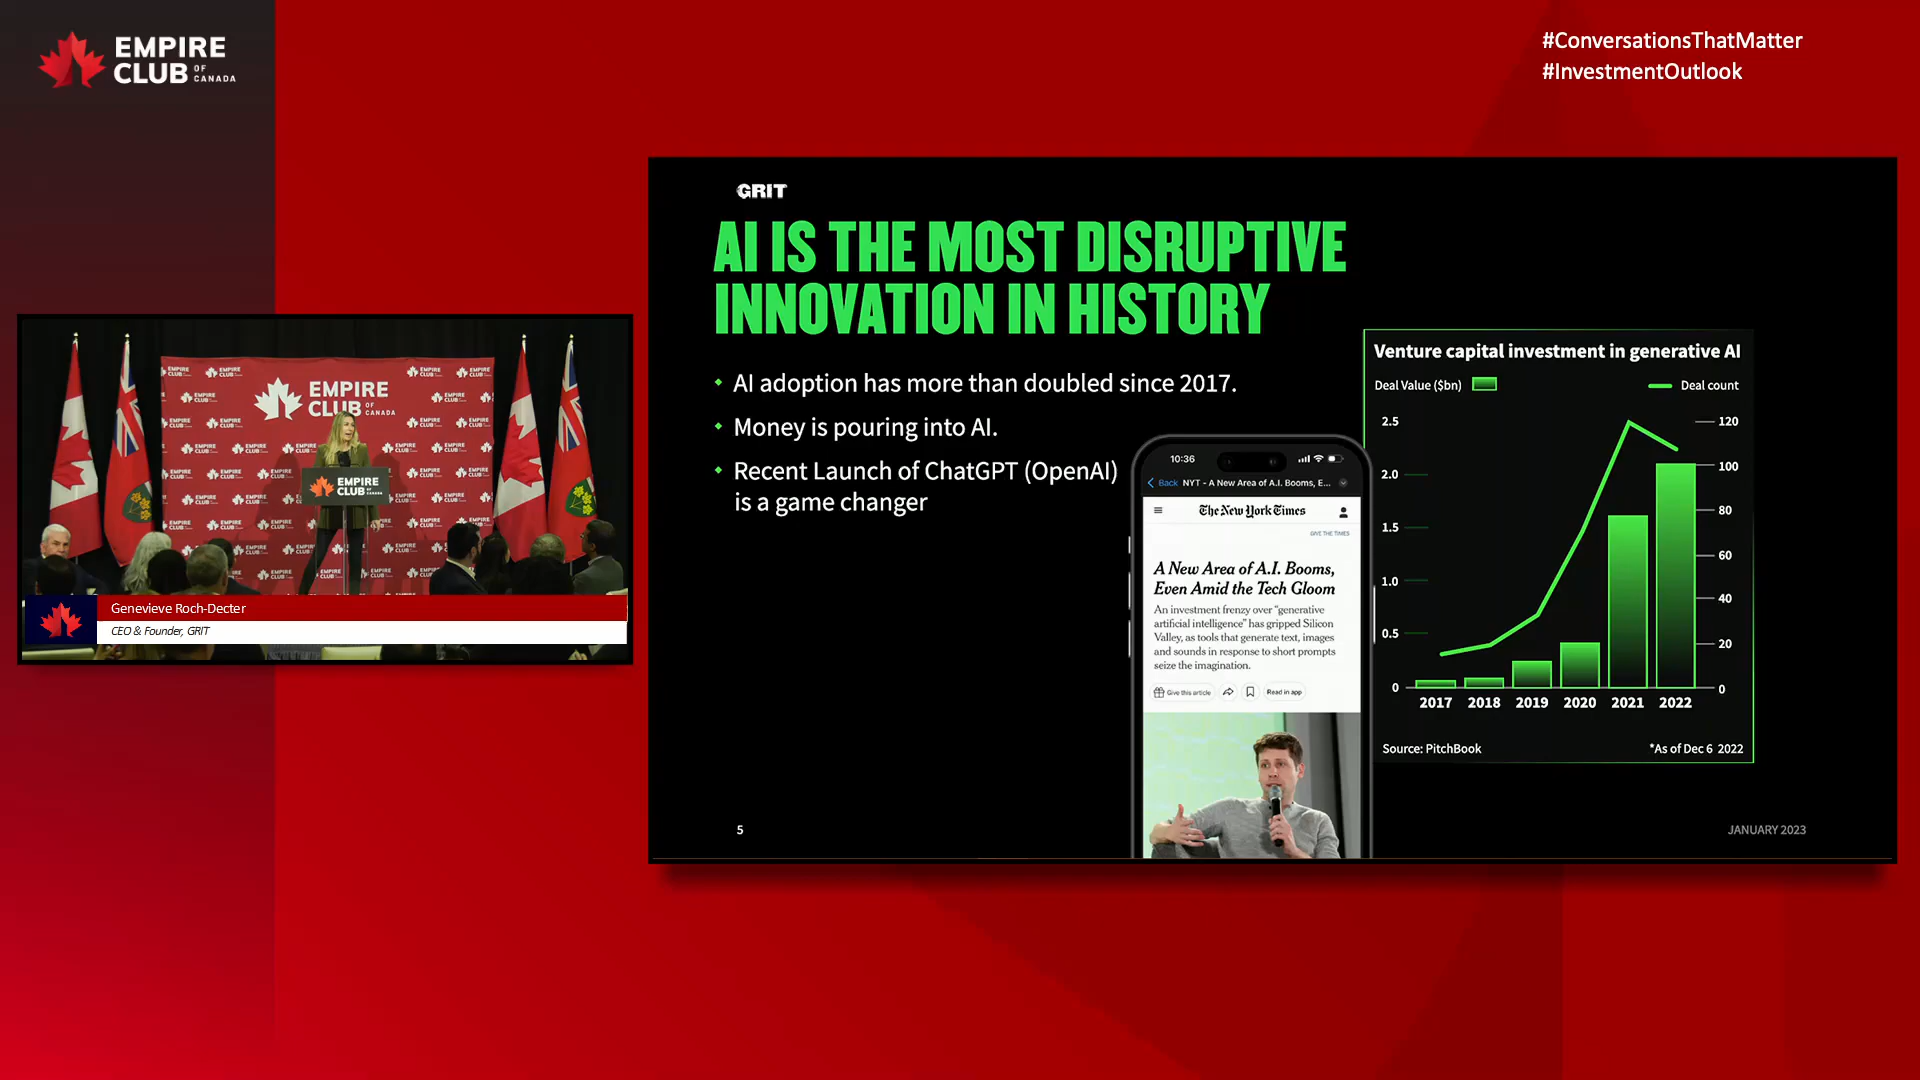 EMPIRE
CLUB OF CANADA
#ConversationsThatMatter
#InvestmentOutlook
EMPIRE
CLUB OF CANADA
EMPIRE
CLUB OF CANADA
Genevieve Roch-Decter
CEO & Founder, GRIT
GRIT
AI IS THE MOST DISRUPTIVE
INNOVATION IN HISTORY
AI adoption has more than doubled since 2017.
Money is pouring into AI.
Recent Launch of ChatGPT (OpenAI)
is a game changer
10:36
Back NYT - A New Area of A.I. Booms, E...
The New York Times
GIVE THE TIMES
A New Area of A.I. Booms,
Even Amid the Tech Gloom
An investment frenzy over “generative
artificial intelligence” has gripped Silicon
Valley, as tools that generate text, images
and sounds in response to short prompts
seize the imagination.
Give this article
Read in app
Venture capital investment in generative AI
Deal Value ($bn)
Deal count
2.5 120
2.0 100
1.5 80
60
1.0 40
0.5 20
0 0
2017 2018 2019 2020 2021 2022
Source: PitchBook *As of Dec 6 2022
5
JANUARY 2023